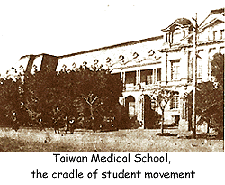 Taiwan Medical School,
the cradle of student movement